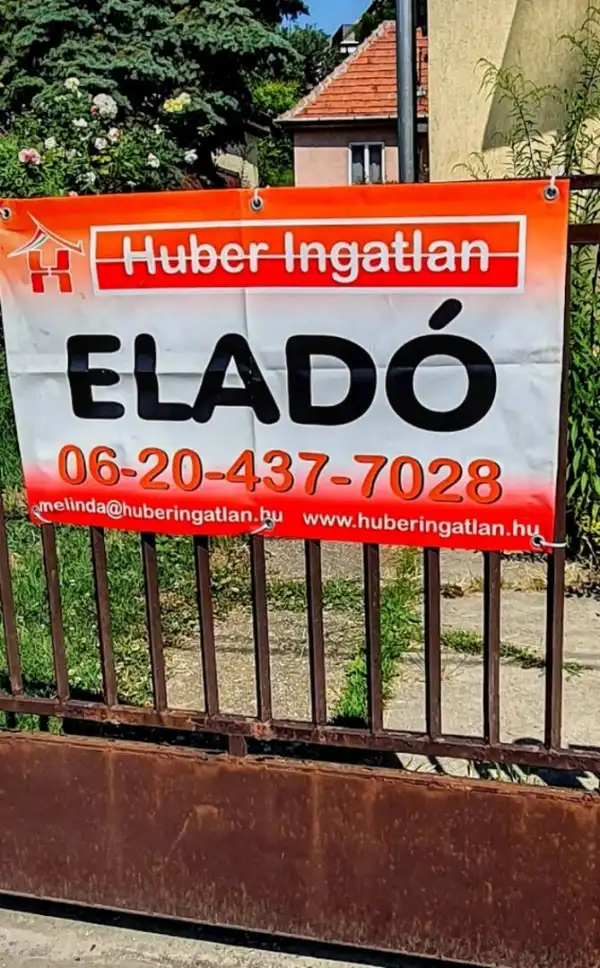 Huber Ingatlan
ELADÓ
06-20-437-7028
melinda@huberingatlan.hu www.huberingatlan.hu